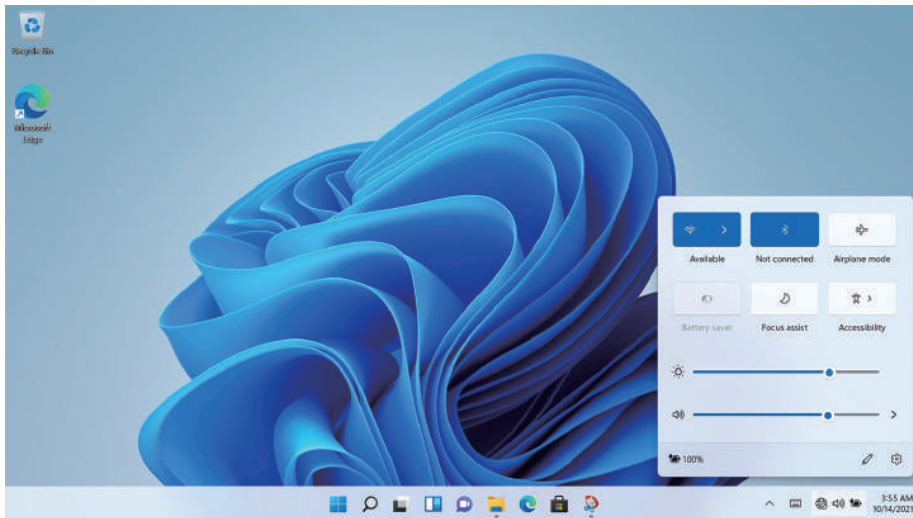 Recycle Bin
Microsoft
Edge
Available
Not connected
Airplane mode
Battery saver
Focus assist
Accessibility
100%
3:55 AM
10/14/2021